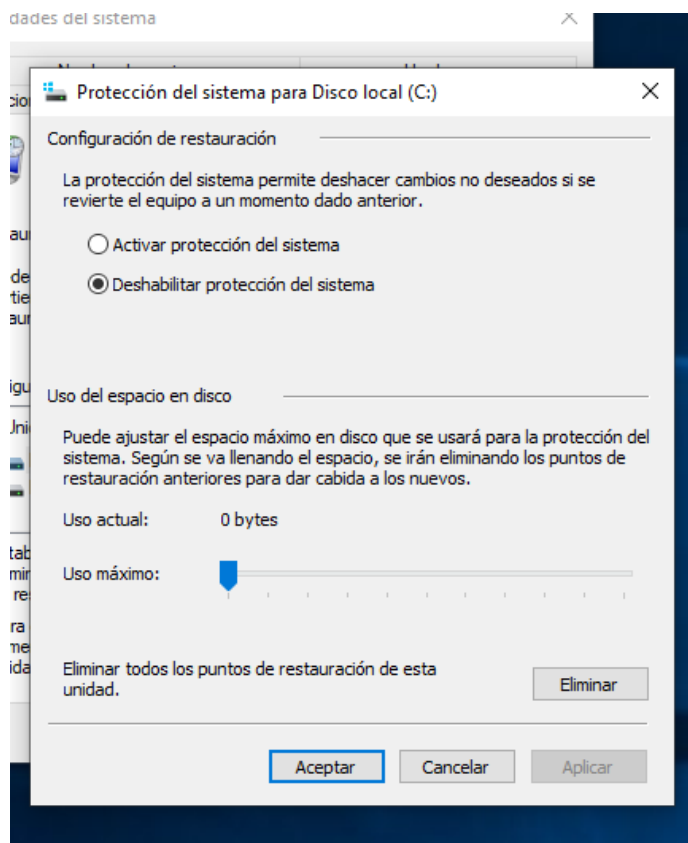 dades del sistema
Protección del sistema para Disco local (C:)
Configuración de restauración
La protección del sistema permite deshacer cambios no deseados si se
revierte el equipo a un momento dado anterior.
Activar protección del sistema
Deshabilitar protección del sistema
Uso del espacio en disco
Puede ajustar el espacio máximo en disco que se usará para la protección del
sistema. Según se va llenando el espacio, se irán eliminando los puntos de
restauración anteriores para dar cabida a los nuevos.
Uso actual: 0 bytes
Uso máximo:
Eliminar todos los puntos de restauración de esta
unidad.
Eliminar
Aceptar Cancelar Aplicar